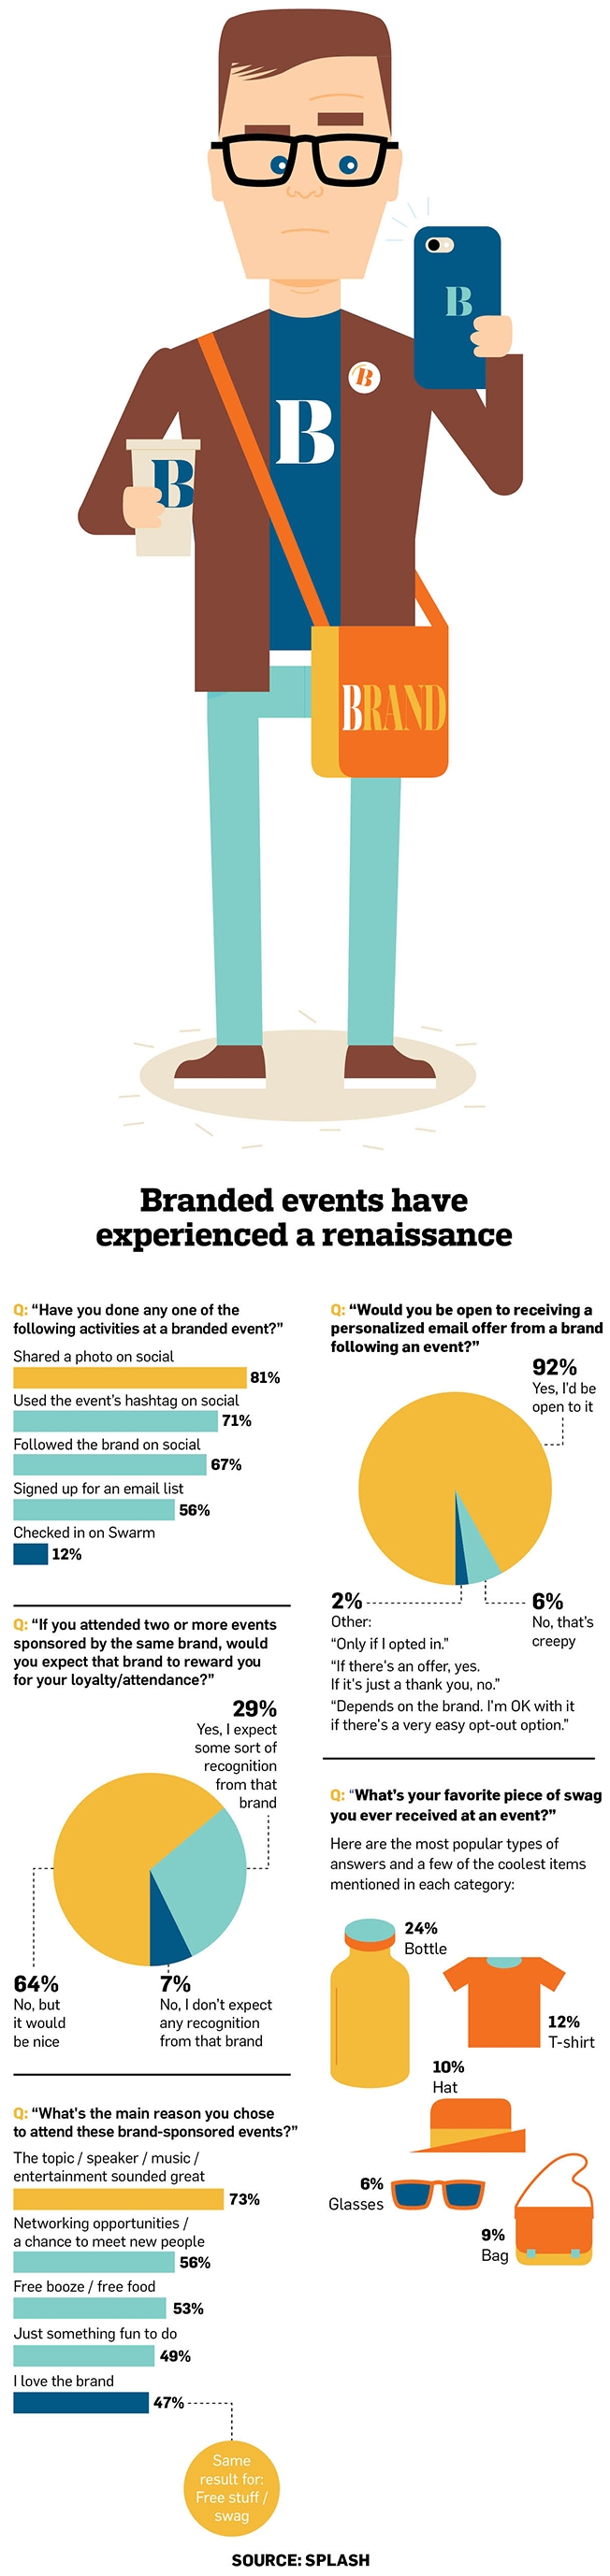 B
B
B
B
BRAND
Branded events have
experienced a renaissance
Q: “Have you done any one of the
following activities at a branded event?”
Shared a photo on social
81%
Used the event's hashtag on social
71%
Followed the brand on social
67%
Signed up for an email list
56%
Checked in on Swarm
12%
Q: “If you attended two or more events
sponsored by the same brand, would
you expect that brand to reward you
for your loyalty/attendance?”
29%
Yes, I expect
some sort of
recognition
from that
brand
64%
No, but
it would
be nice
7%
No, I don't expect
any recognition
from that brand
Q: “What's the main reason you chose
to attend these brand-sponsored events?”
The topic / speaker / music /
entertainment sounded great
73%
Networking opportunities /
a chance to meet new people
56%
Free booze / free food
53%
Just something fun to do
49%
I love the brand
47%
Same
result for:
Free stuff /
swag
Q: “Would you be open to receiving a
personalized email offer from a brand
following an event?”
92%
Yes, I'd be
open to it
2%
Other:
“Only if I opted in.”
“If there's an offer, yes.
If it's just a thank you, no.”
“Depends on the brand. I'm OK with it
if there's a very easy opt-out option.”
6%
No, that's
creepy
Q: “What's your favorite piece of swag
you ever received at an event?”
Here are the most popular types of
answers and a few of the coolest items
mentioned in each category:
24%
Bottle
12%
T-shirt
10%
Hat
6%
Glasses
9%
Bag
SOURCE: SPLASH